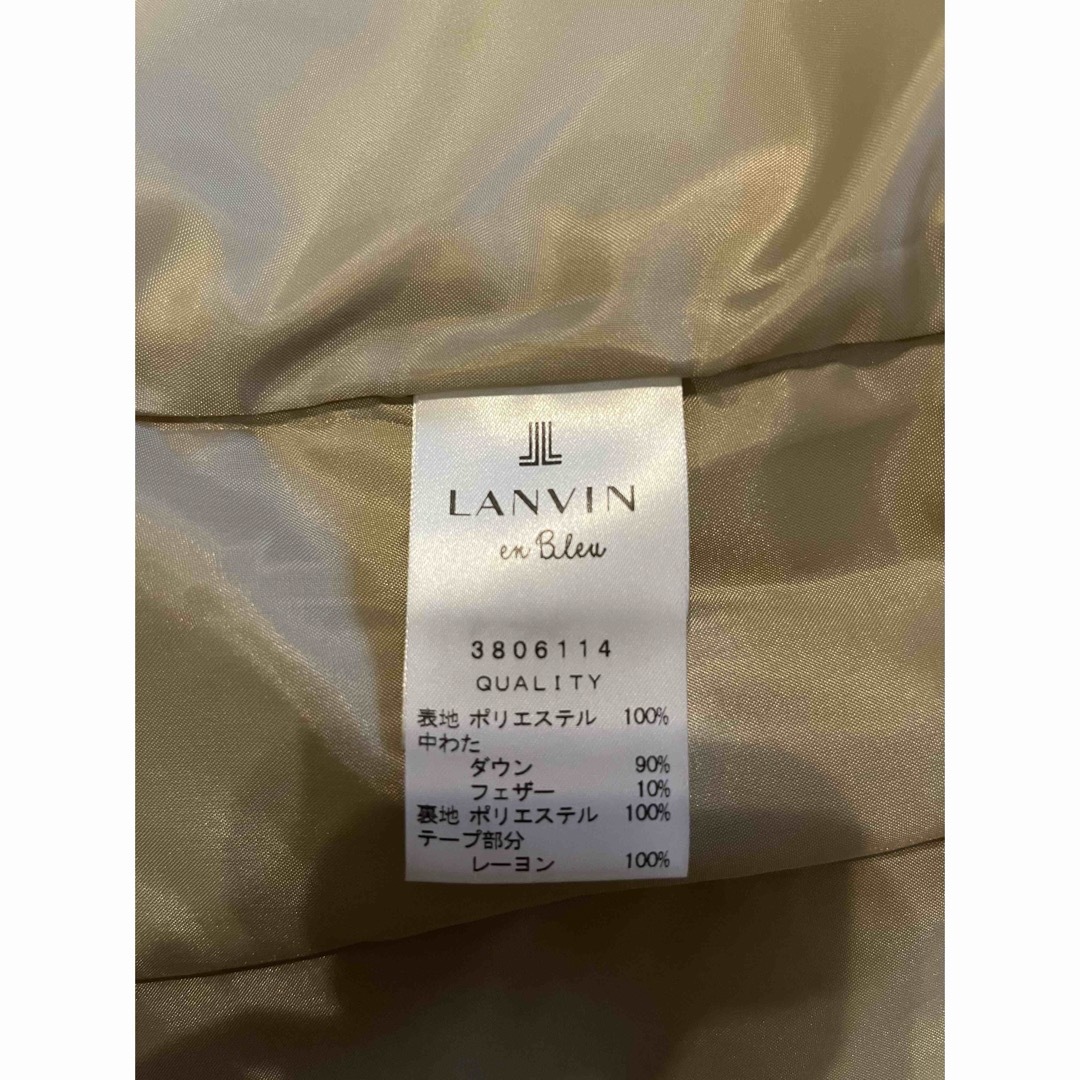 LANVIN
en Bleu
3806114
QUALITY
表地 ポリエステル 100%
中わた
ダウン 90%
フェザー 10%
裏地 ポリエステル 100%
テープ部分
レーヨン 100%